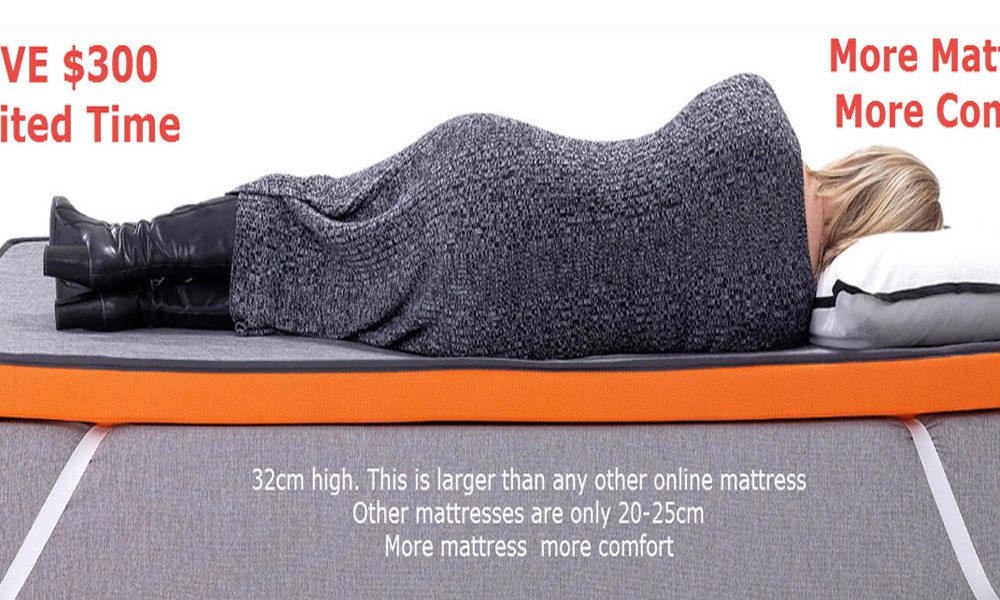 VE $300
ited Time
More Mat
More Con
32cm high. This is larger than any other online mattress
Other mattresses are only 20-25cm
More mattress more comfort